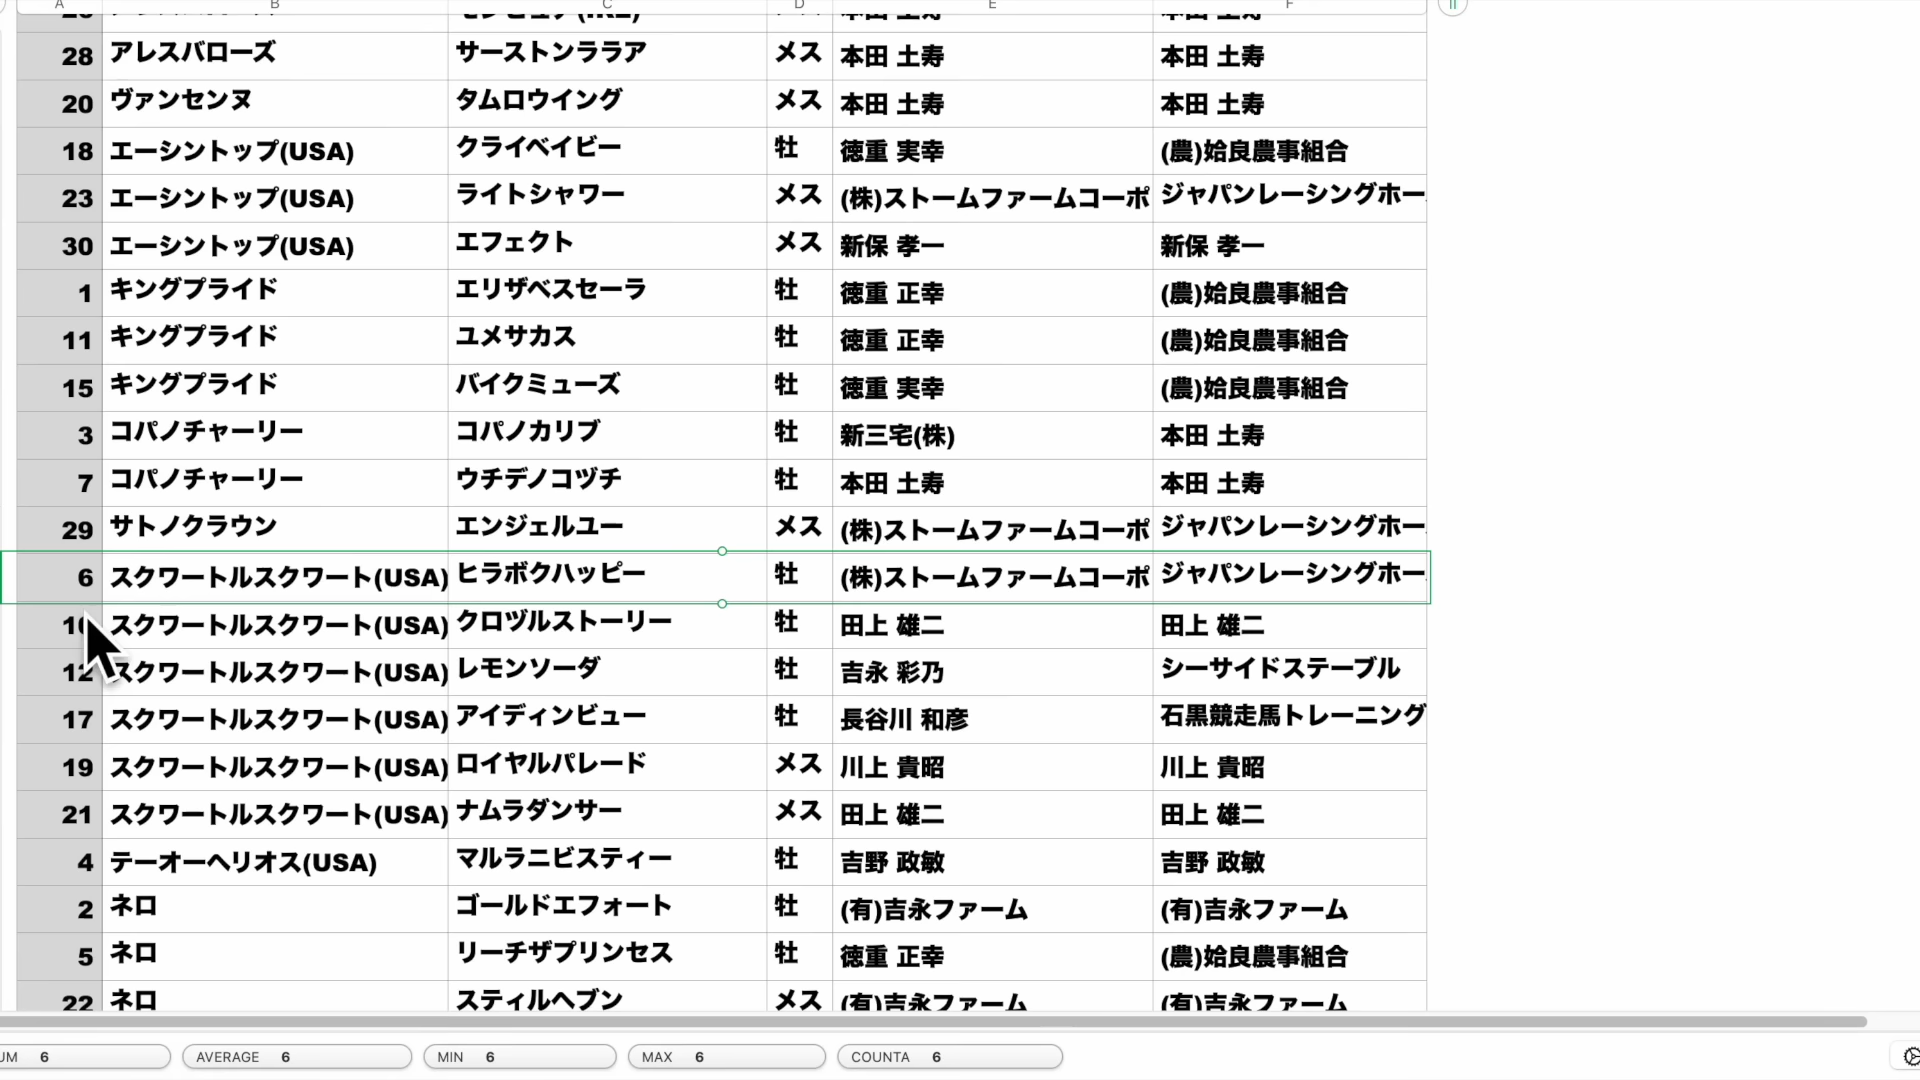 A B C D E F
28 アレスバローズ サーストンララア メス 本田 土寿 本田 土寿
20 ヴァンセンヌ タムロウイング メス 本田 土寿 本田 土寿
18 エーシントップ(USA) クライベイビー 牡 徳重 実幸 (農)姶良農事組合
23 エーシントップ(USA) ライトシャワー メス (株)ストームファームコーポ ジャパンレーシングホー
30 エーシントップ(USA) エフェクト メス 新保 孝一 新保 孝一
1 キングプライド エリザベスセーラ 牡 徳重 正幸 (農)姶良農事組合
11 キングプライド ユメサカス 牡 徳重 正幸 (農)姶良農事組合
15 キングプライド バイクミューズ 牡 徳重 実幸 (農)姶良農事組合
3 コパノチャーリー コパノカリブ 牡 新三宅(株) 本田 土寿
7 コパノチャーリー ウチデノコヅチ 牡 本田 土寿 本田 土寿
29 サトノクラウン エンジェルユー メス (株)ストームファームコーポ ジャパンレーシングホー
6 スクワートルスクワート(USA) ヒラボクハッピー 牡 (株)ストームファームコーポ ジャパンレーシングホー
スクワートルスクワート(USA) クロヅルストーリー 牡 田上 雄二 田上 雄二
12 スクワートルスクワート(USA) レモンソーダ 牡 吉永 彩乃 シーサイドステーブル
17 スクワートルスクワート(USA) アイディンビュー 牡 長谷川 和彦 石黒競走馬トレーニング
19 スクワートルスクワート(USA) ロイヤルパレード メス 川上 貴昭 川上 貴昭
21 スクワートルスクワート(USA) ナムラダンサー メス 田上 雄二 田上 雄二
4 テーオーヘリオス(USA) マルラニビスティー 牡 吉野 政敏 吉野 政敏
2 ネロ ゴールドエフォート 牡 (有)吉永ファーム (有)吉永ファーム
5 ネロ リーチザプリンセス 牡 徳重 正幸 (農)姶良農事組合
22 ネロ スティルヘブン メス (有)吉永ファーム (有)吉永ファーム
UM 6 AVERAGE 6 MIN 6 MAX 6 COUNTA 6